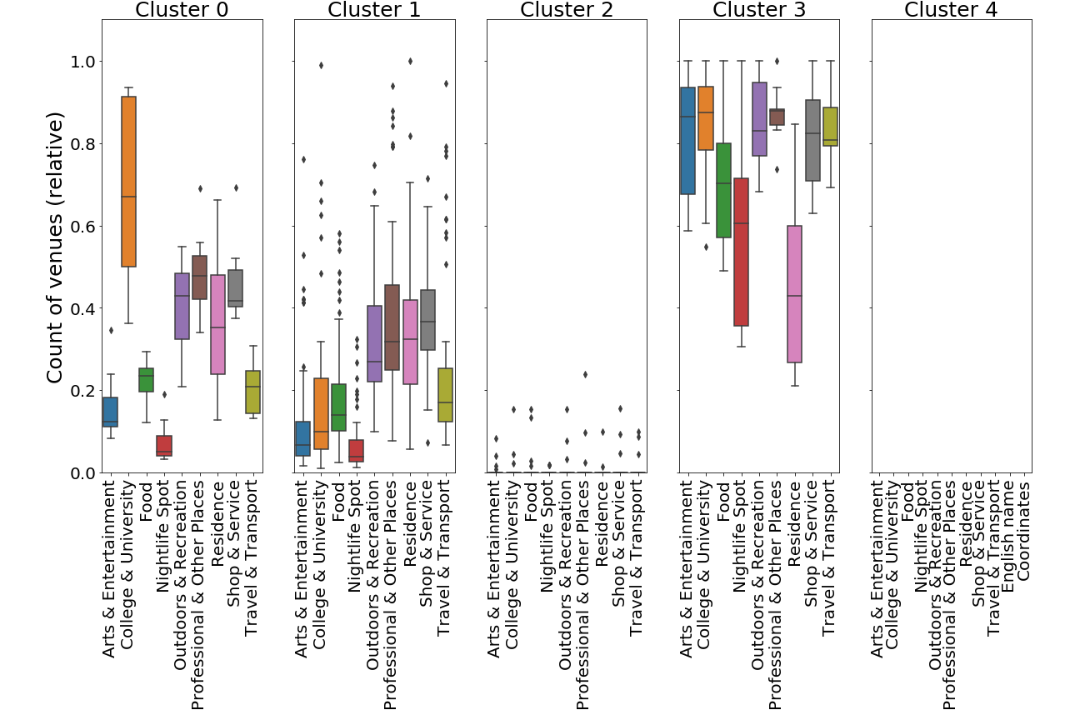 Cluster 0
Cluster 1
Cluster 2
Cluster 3
Cluster 4
Count of venues (relative)
1.0
0.8
0.6
0.4
0.2
0.0
Arts & Entertainment
College & University
Food
Nightlife Spot
Outdoors & Recreation
Professional & Other Places
Residence
Shop & Service
Travel & Transport
Arts & Entertainment
College & University
Food
Nightlife Spot
Outdoors & Recreation
Professional & Other Places
Residence
Shop & Service
Travel & Transport
Arts & Entertainment
College & University
Food
Nightlife Spot
Outdoors & Recreation
Professional & Other Places
Residence
Shop & Service
Travel & Transport
Arts & Entertainment
College & University
Food
Nightlife Spot
Outdoors & Recreation
Professional & Other Places
Residence
Shop & Service
Travel & Transport
Arts & Entertainment
College & University
Food
Nightlife Spot
Outdoors & Recreation
Professional & Other Places
Residence
Shop & Service
Travel & Transport
English name
Coordinates